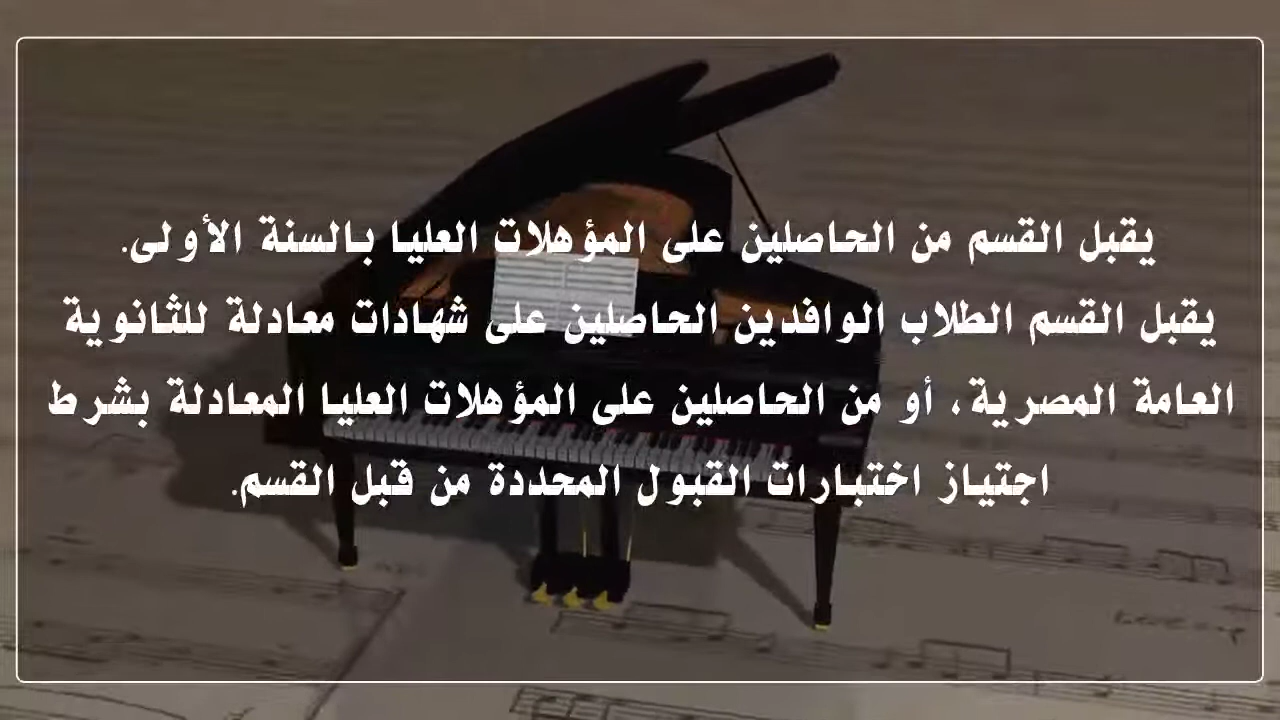 يقبل القسم من الحاصلين على المؤهلات العليا بالسنة الأولى.
يقبل القسم الطلاب الوافدين الحاصلين على شهادات معادلة للثانوية
العامة المصرية، أو من الحاصلين على المؤهلات العليا المعادلة بشرط
اجتياز اختبارات القبول المحددة من قبل القسم.